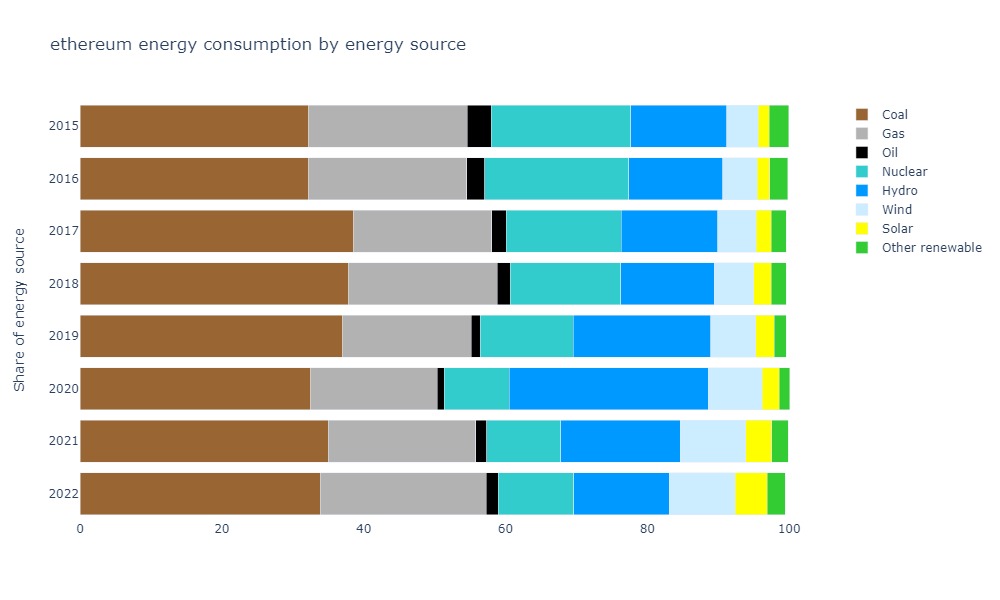 ethereum energy consumption by energy source
Share of energy source
2015
2016
2017
2018
2019
2020
2021
2022
0 20 40 60 80 100
Coal
Gas
Oil
Nuclear
Hydro
Wind
Solar
Other renewable